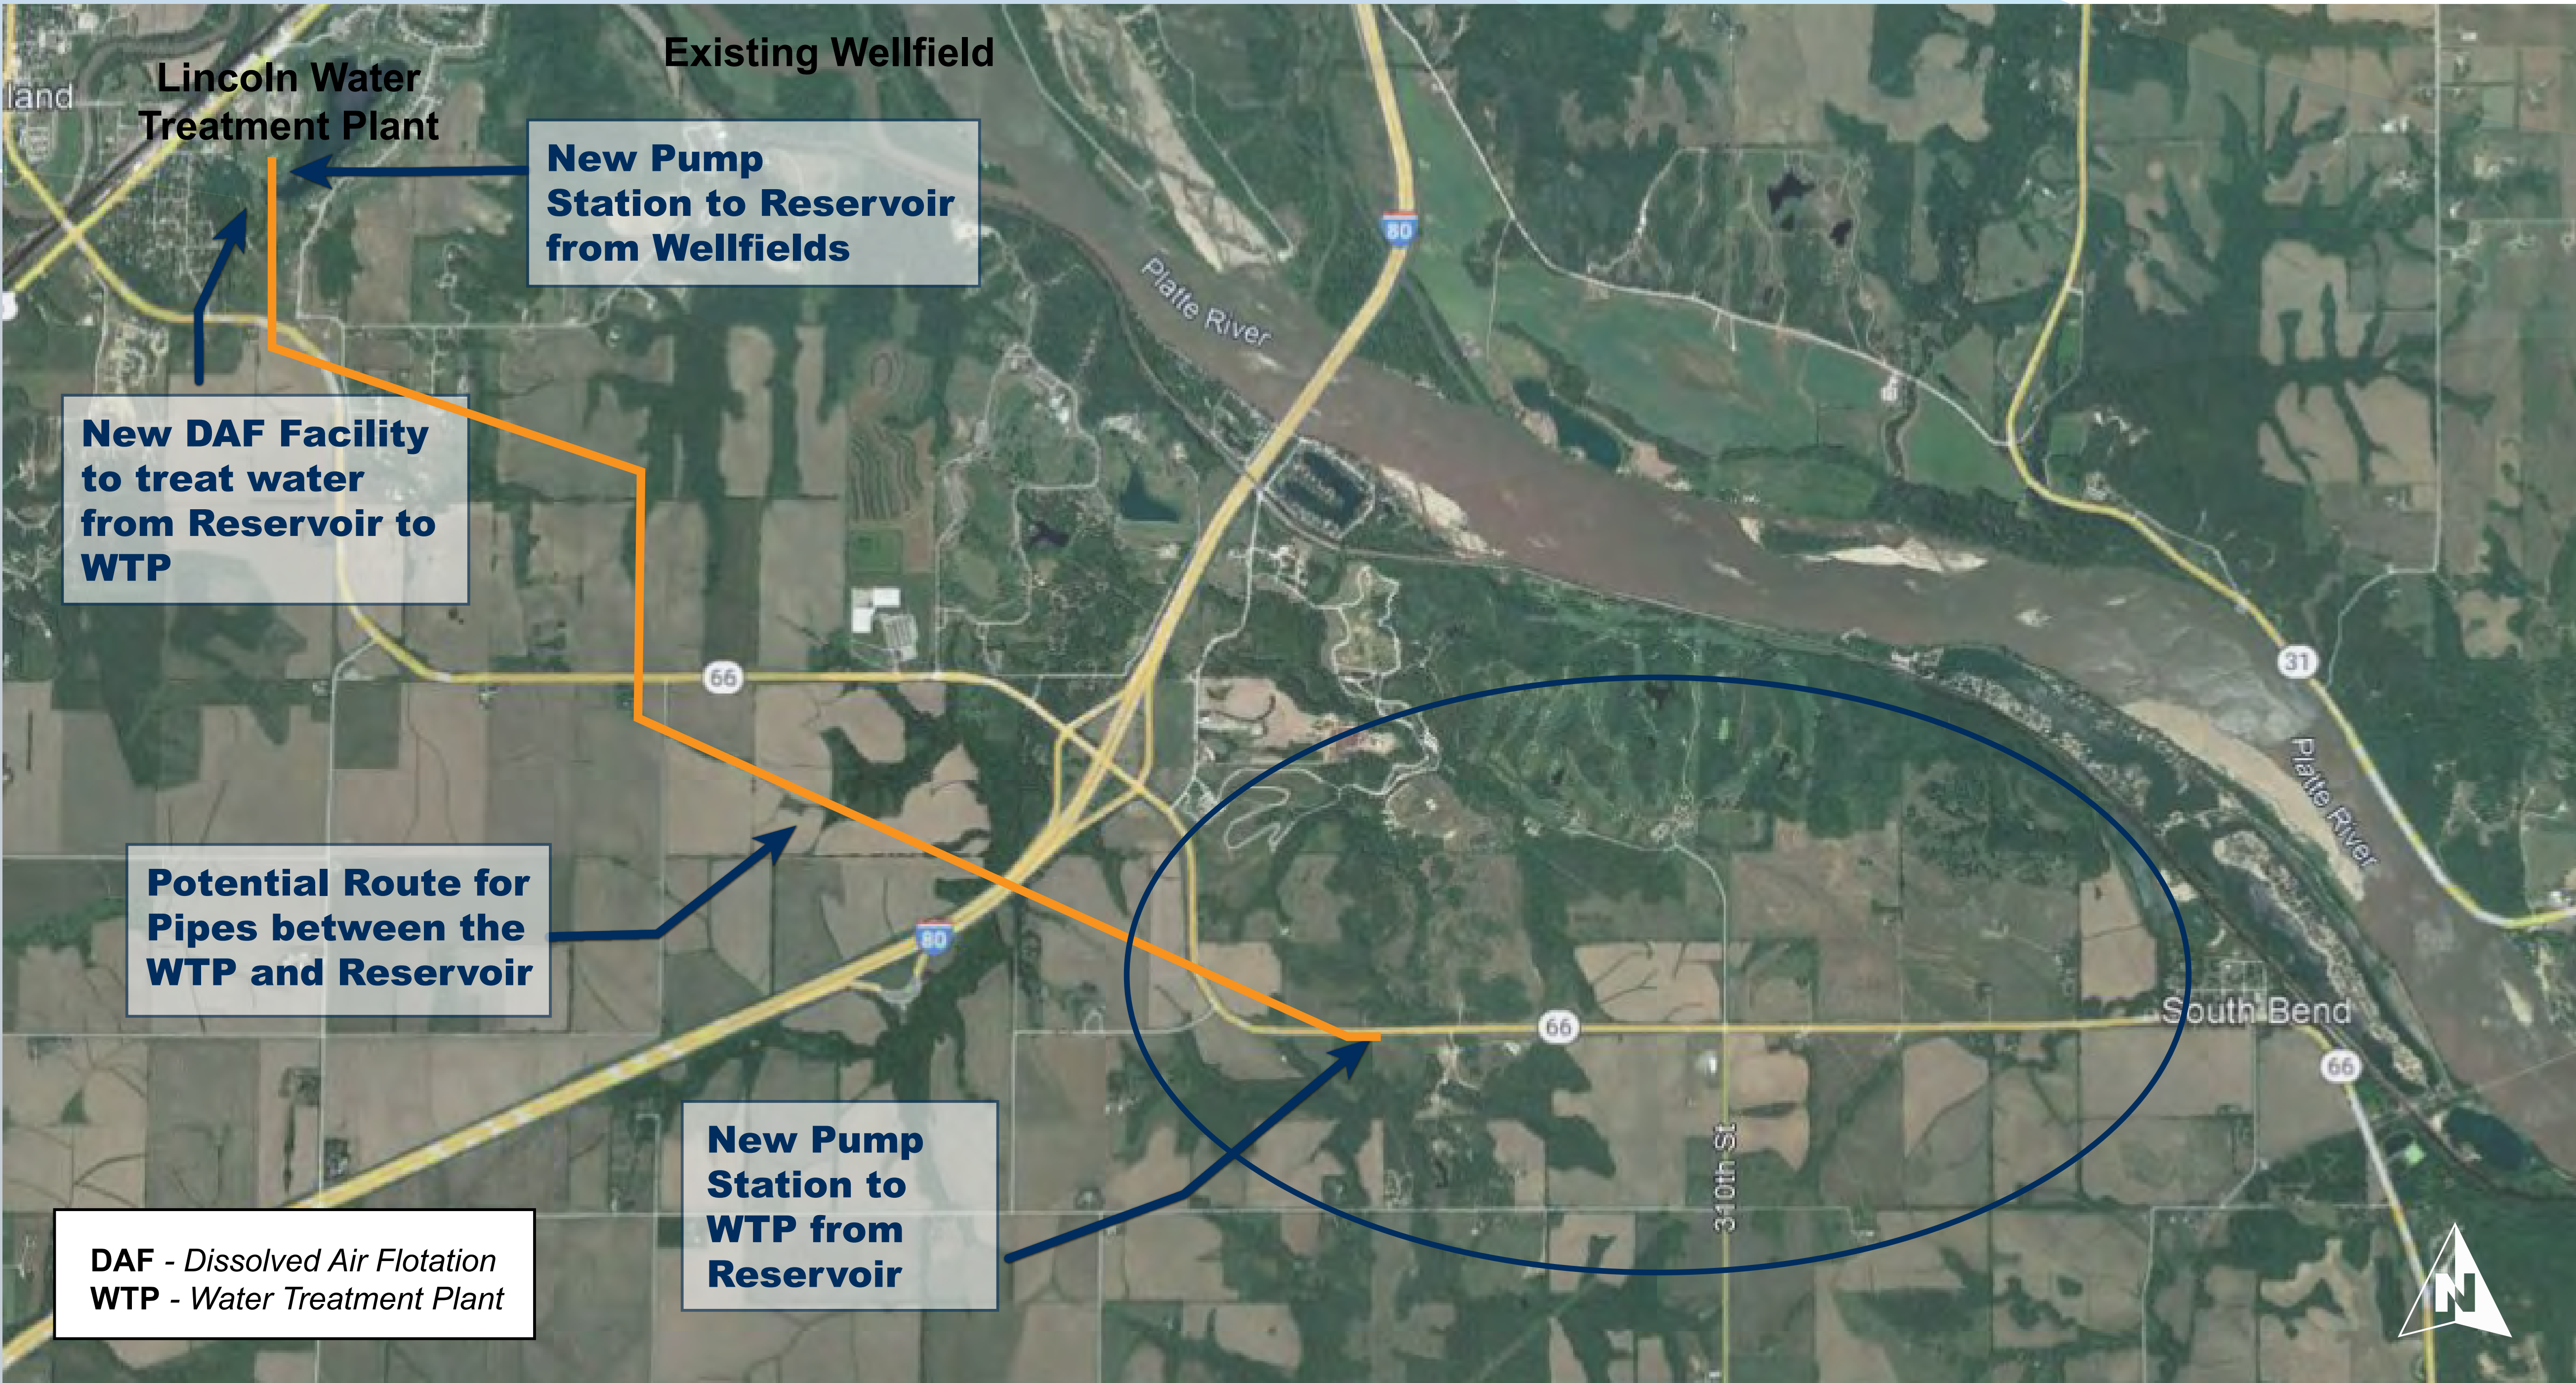 Existing Wellfield
Lincoln Water
Treatment Plant
land
New Pump
Station to Reservoir
from Wellfields
80
Platte River
New DAF Facility
to treat water
from Reservoir to
WTP
66
31
Platte River
Potential Route for
Pipes between the
WTP and Reservoir
80
South Bend
66
66
New Pump
Station to
WTP from
Reservoir
310th St
DAF - Dissolved Air Flotation
WTP - Water Treatment Plant
N